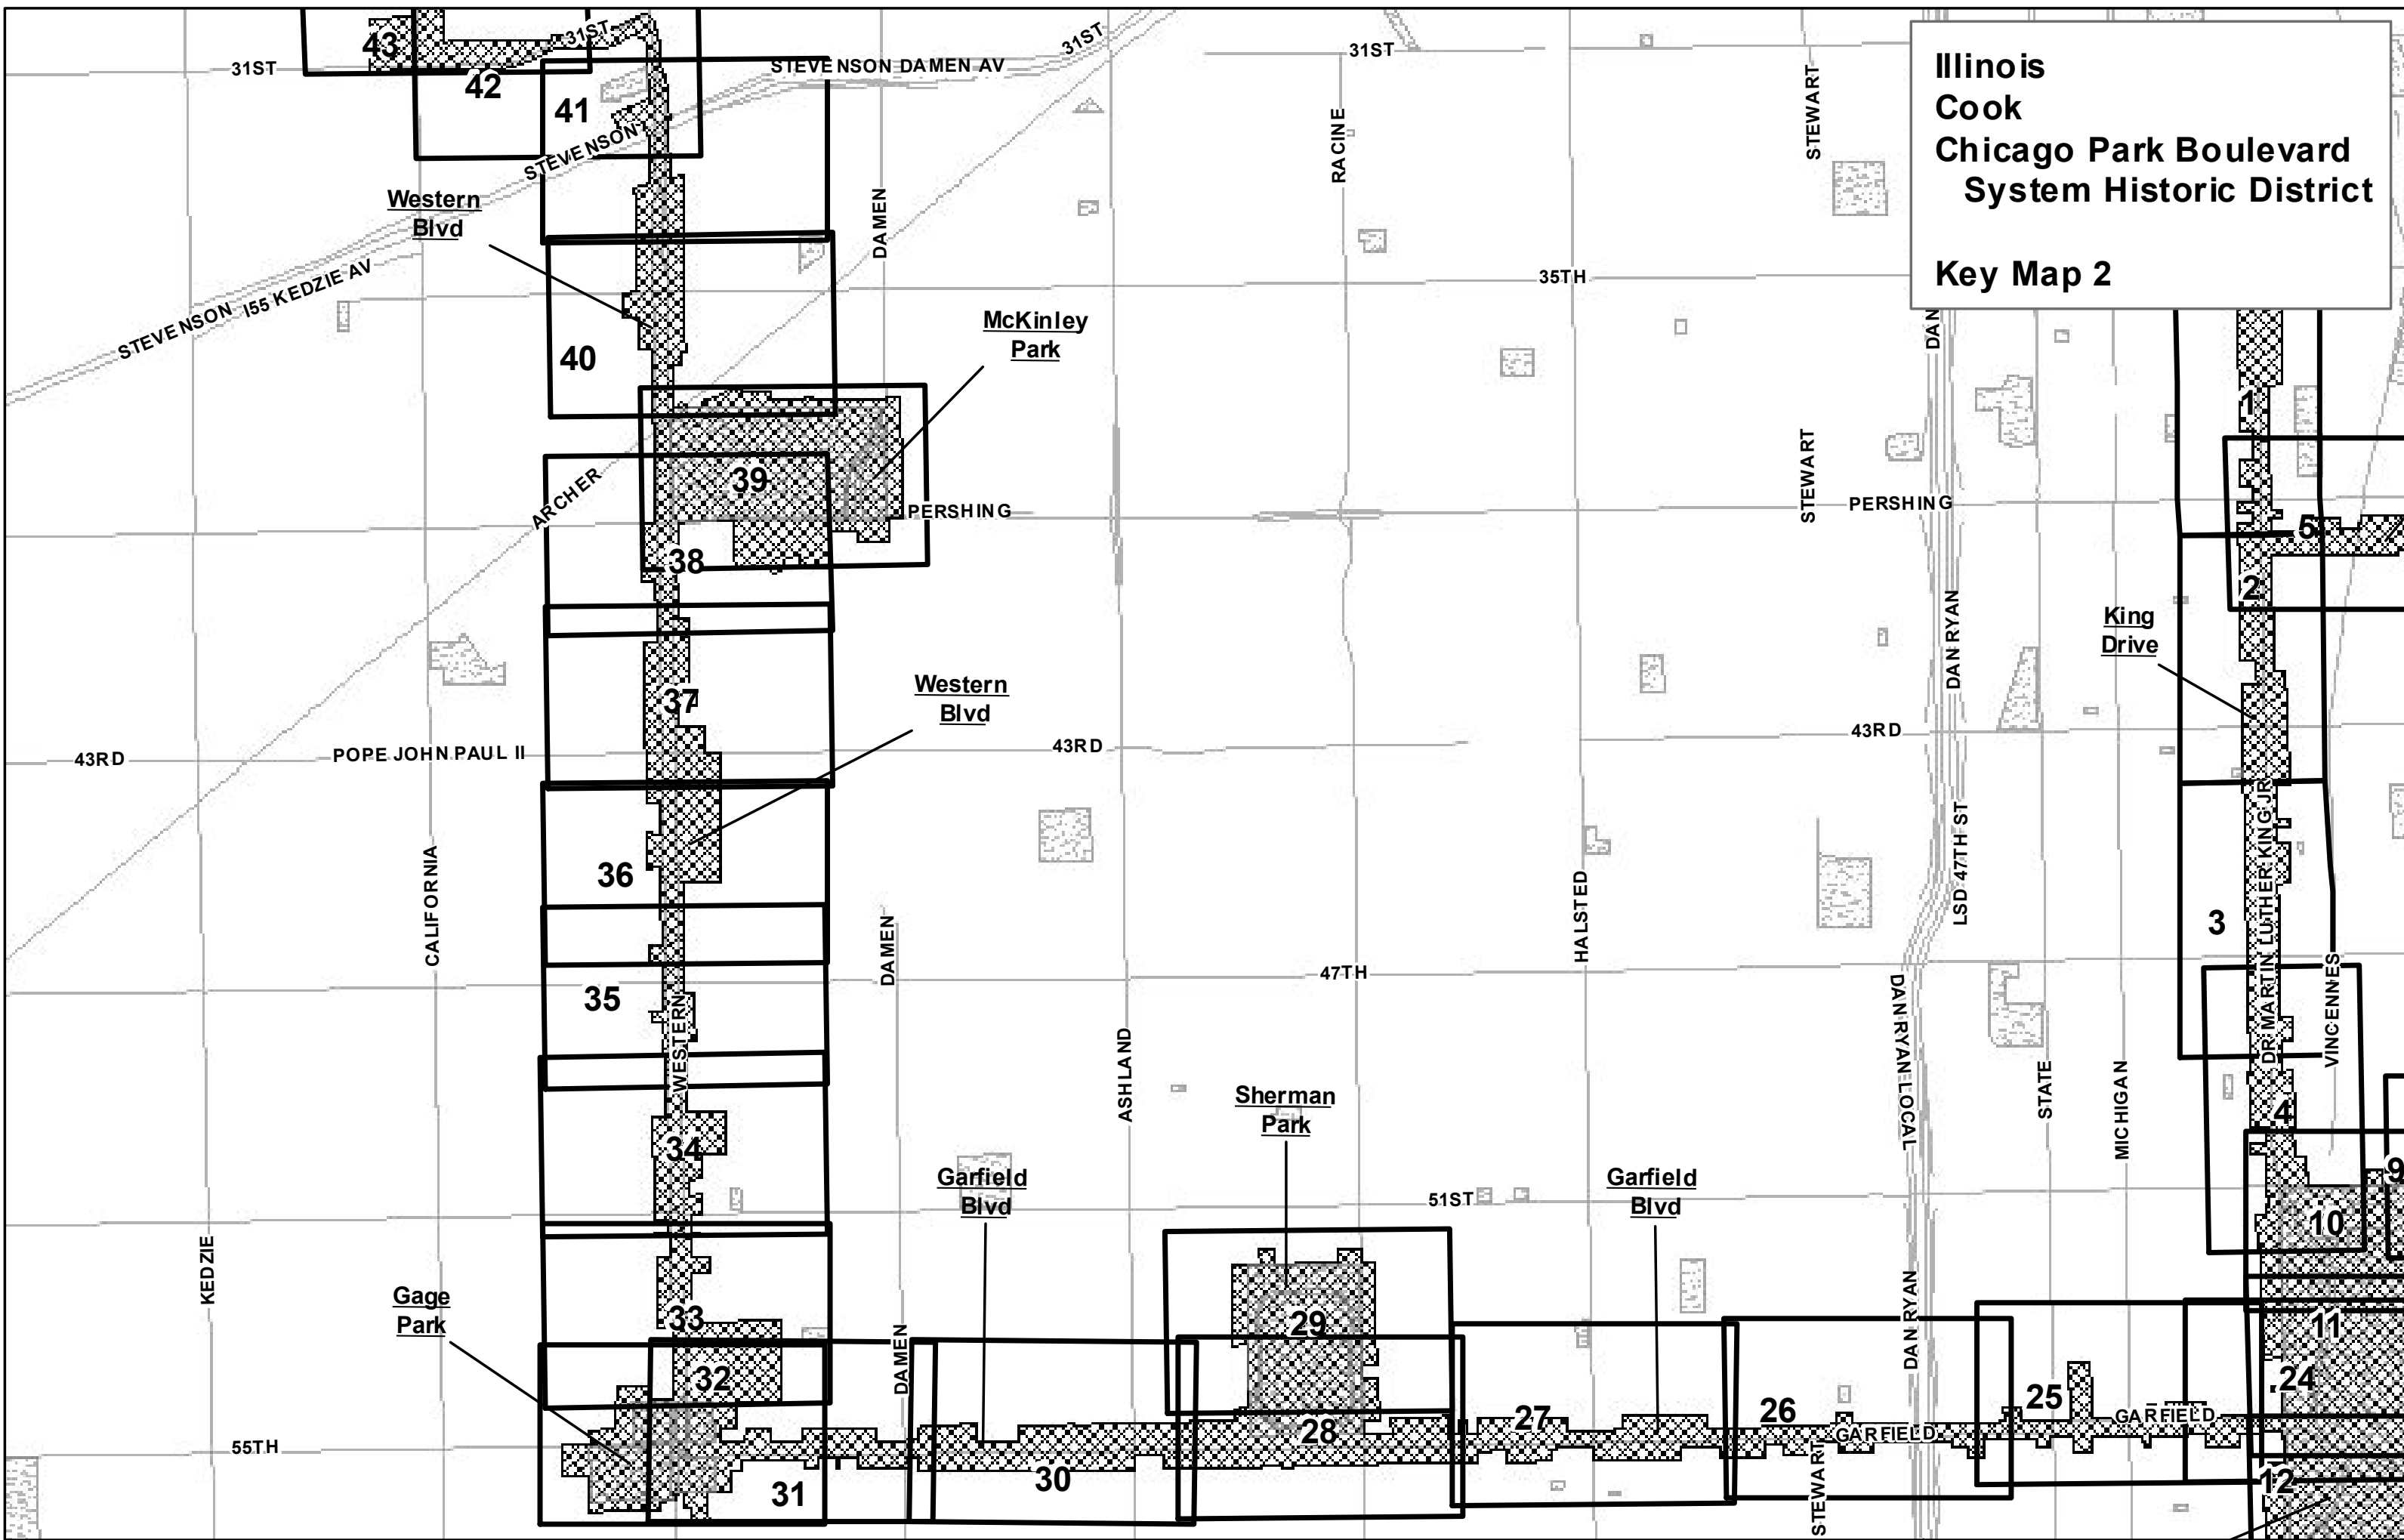 Illinois
Cook
Chicago Park Boulevard
System Historic District
Key Map 2
43
31ST
31ST
42
41
STEVENSON DAMEN AV
31ST
31ST
STEWART
RACINE
STEVENSON
Western
Blvd
DAMEN
STEVENSON I55 KEDZIE AV
35TH
McKinley
Park
DAN
40
1
39
ARCHER
PERSHING
STEWART
PERSHING
5
38
2
DAN RYAN
King
Drive
37
Western
Blvd
43RD
POPE JOHN PAUL II
43RD
43RD
DR MARTIN LUTHER KING JR
LSD 47TH ST
36
CALIFORNIA
HALSTED
3
DAMEN
47TH
35
WESTERN
DAN RYAN LOCAL
VINCENNES
ASHLAND
STATE
MICHIGAN
Sherman
Park
4
34
Garfield
Blvd
51ST
Garfield
Blvd
9
10
KEDZIE
Gage
Park
33
29
DAN RYAN
11
DAMEN
32
24
25
26
27
28
GARFIELD
GARFIELD
55TH
30
31
STEWART
12